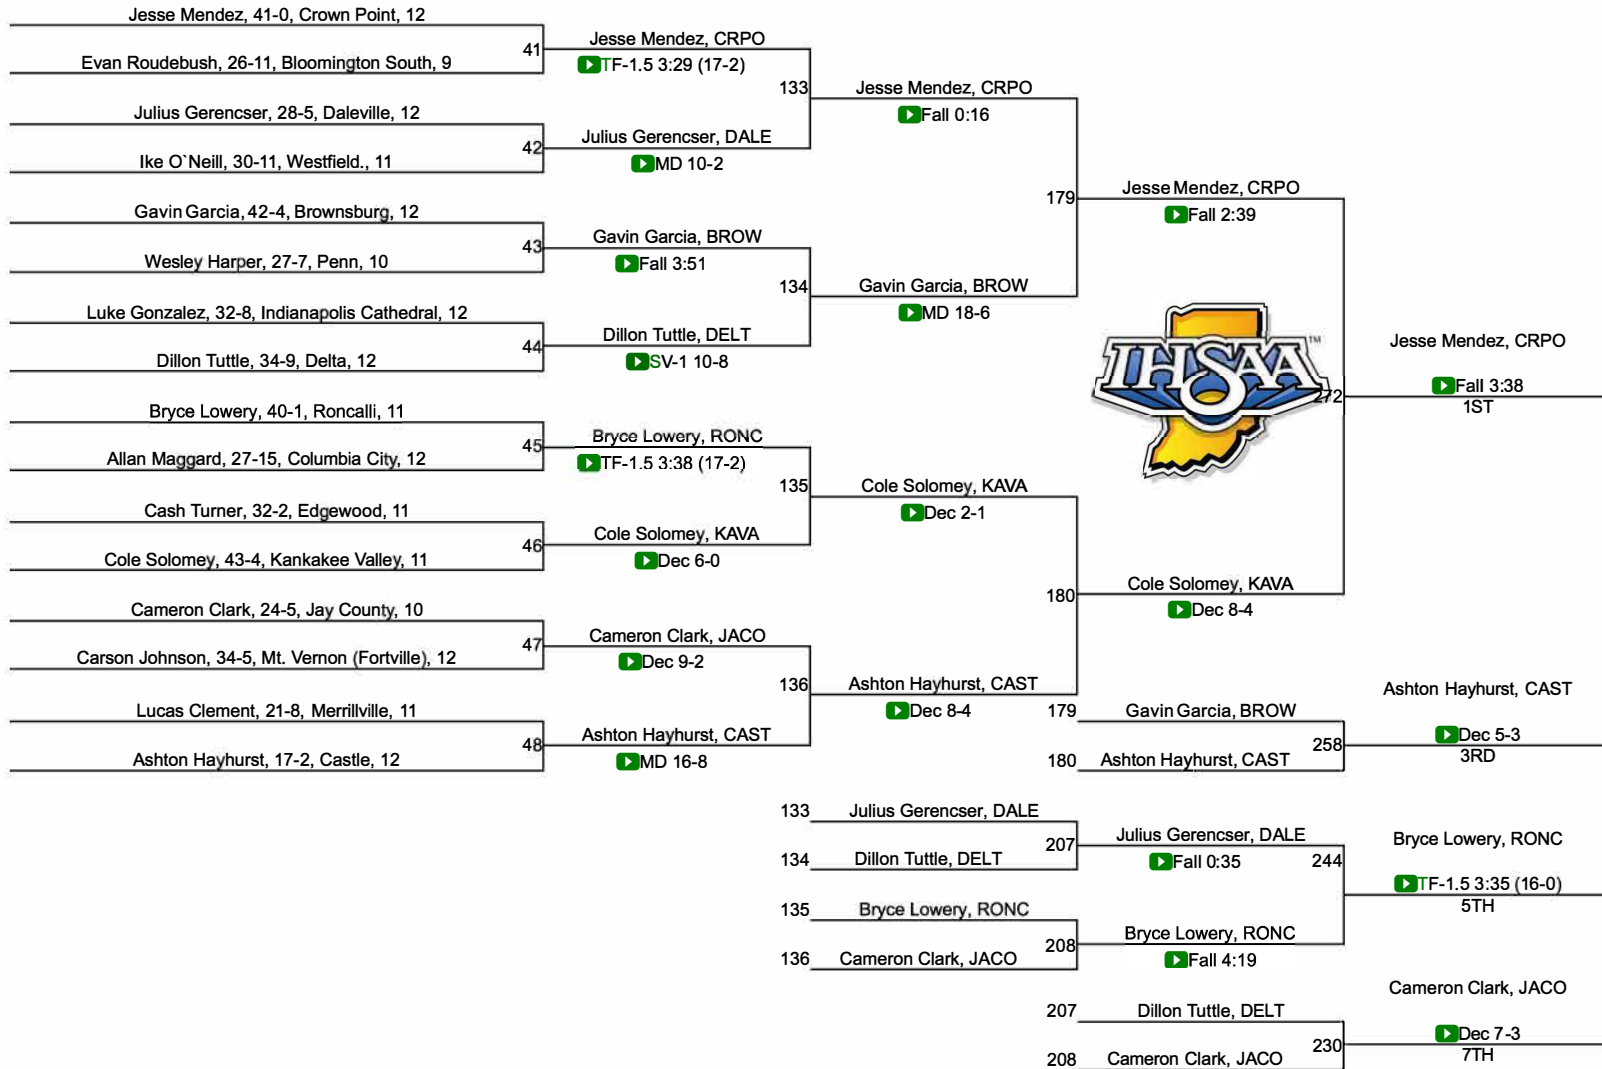 Jesse Mendez, 41-0, Crown Point, 12
41
Evan Roudebush, 26-11, Bloomington South, 9
Jesse Mendez, CRPO
TF-1.5 3:29 (17-2)
133
Julius Gerencser, 28-5, Daleville, 12
42
Ike O`Neill, 30-11, Westfield., 11
Julius Gerencser, DALE
MD 10-2
Jesse Mendez, CRPO
Fall 0:16
179
Gavin Garcia, 42-4, Brownsburg, 12
43
Wesley Harper, 27-7, Penn, 10
Gavin Garcia, BROW
Fall 3:51
134
Luke Gonzalez, 32-8, Indianapolis Cathedral, 12
44
Dillon Tuttle, 34-9, Delta, 12
Dillon Tuttle, DELT
SV-1 10-8
Gavin Garcia, BROW
MD 18-6
Jesse Mendez, CRPO
Fall 2:39
IHSAA
TM
272
Jesse Mendez, CRPO
Fall 3:38
1ST
Bryce Lowery, 40-1, Roncalli, 11
45
Allan Maggard, 27-15, Columbia City, 12
Bryce Lowery, RONC
TF-1.5 3:38 (17-2)
135
Cash Turner, 32-2, Edgewood, 11
46
Cole Solomey, 43-4, Kankakee Valley, 11
Cole Solomey, KAVA
Dec 6-0
Cole Solomey, KAVA
Dec 2-1
180
Cole Solomey, KAVA
Dec 8-4
Cameron Clark, 24-5, Jay County, 10
47
Carson Johnson, 34-5, Mt. Vernon (Fortville), 12
Cameron Clark, JACO
Dec 9-2
136
Lucas Clement, 21-8, Merrillville, 11
48
Ashton Hayhurst, 17-2, Castle, 12
Ashton Hayhurst, CAST
MD 16-8
Ashton Hayhurst, CAST
Dec 8-4
179
Gavin Garcia, BROW
258
180
Ashton Hayhurst, CAST
Ashton Hayhurst, CAST
Dec 5-3
3RD
133
Julius Gerencser, DALE
207
134
Dillon Tuttle, DELT
Julius Gerencser, DALE
Fall 0:35
244
135
Bryce Lowery, RONC
208
136
Cameron Clark, JACO
Bryce Lowery, RONC
Fall 4:19
Bryce Lowery, RONC
TF-1.5 3:35 (16-0)
5TH
207
Dillon Tuttle, DELT
230
208
Cameron Clark, JACO
Cameron Clark, JACO
Dec 7-3
7TH